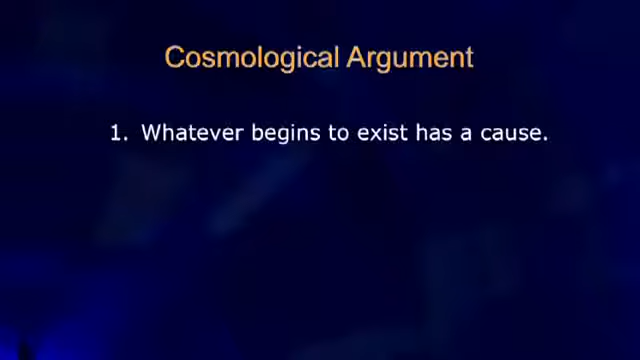 Cosmological Argument
1. Whatever begins to exist has a cause.